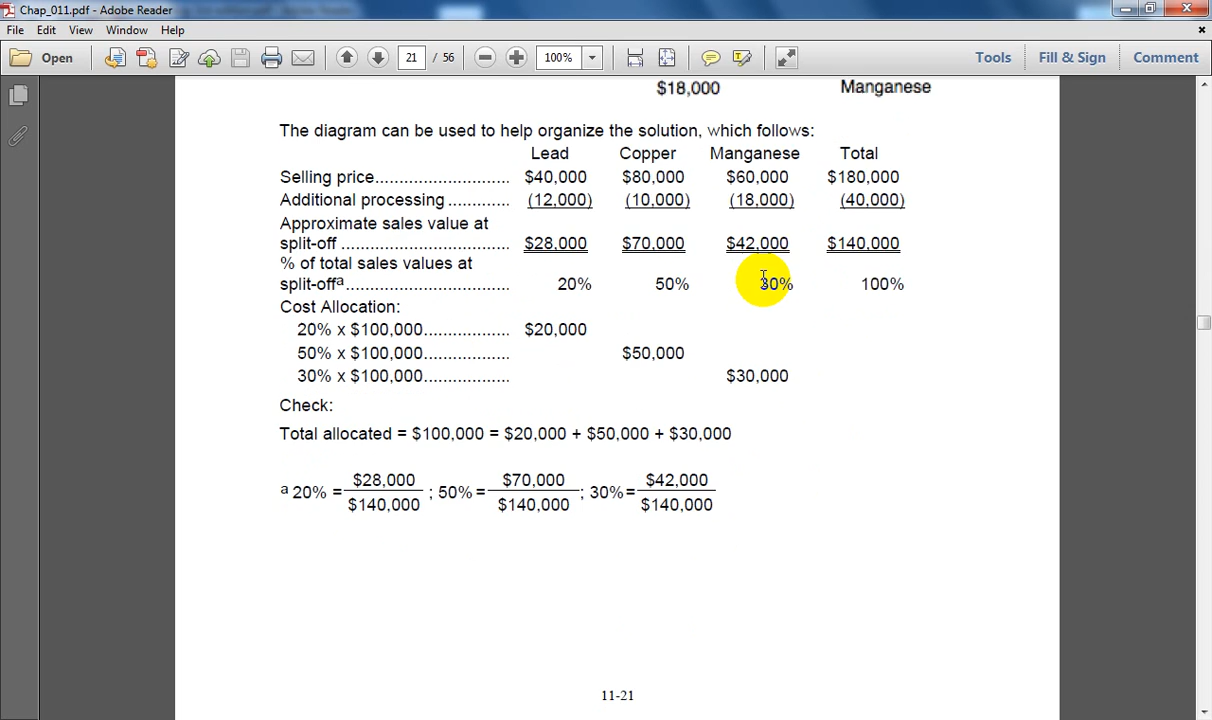 Chap_011.pdf - Adobe Reader
File Edit View Window Help
Open 21 / 56 100% Tools Fill & Sign Comment
$18,000 Manganese
The diagram can be used to help organize the solution, which follows:
Lead Copper Manganese Total
Selling price............................ $40,000 $80,000 $60,000 $180,000
Additional processing ............. (12,000) (10,000) (18,000) (40,000)
Approximate sales value at
split-off ................................... $28,000 $70,000 $42,000 $140,000
% of total sales values at
split-offª.................................. 20% 50% 30% 100%
Cost Allocation:
20% x $100,000.................. $20,000
50% x $100,000.................. $50,000
30% x $100,000.................. $30,000
Check:
Total allocated = $100,000 = $20,000 + $50,000 + $30,000
$28,000 $70,000 $42,000
ª 20% = ; 50% = ; 30% =
$140,000 $140,000 $140,000
11-21